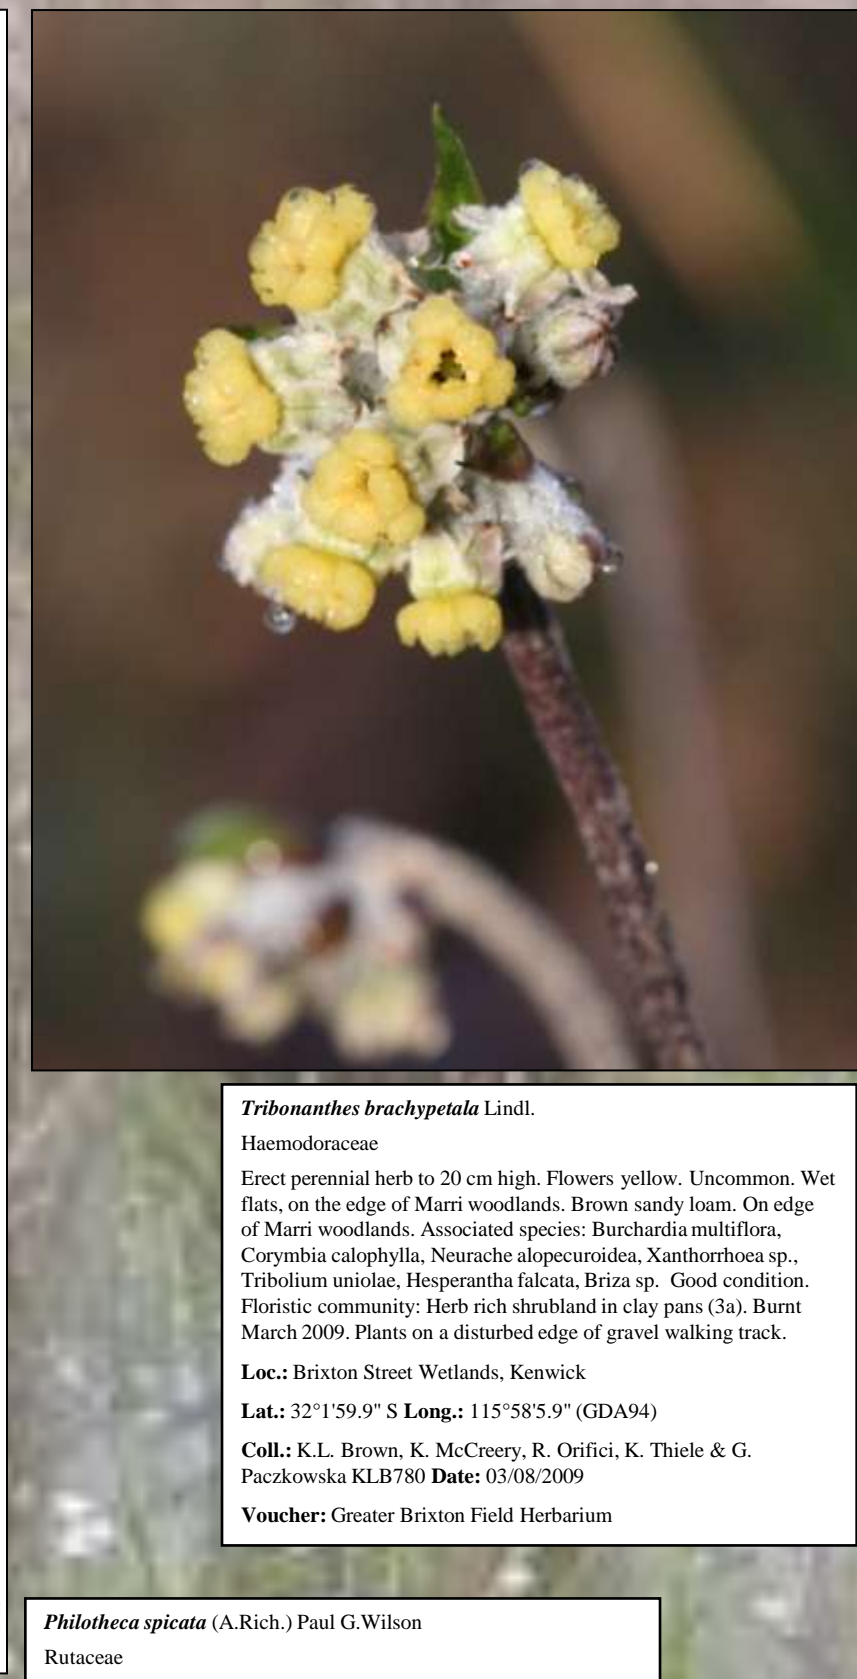 Tribonanthes brachypetala Lindl.
Haemodoraceae
Erect perennial herb to 20 cm high. Flowers yellow. Uncommon. Wet
flats, on the edge of Marri woodlands. Brown sandy loam. On edge
of Marri woodlands. Associated species: Burchardia multiflora,
Corymbia calophylla, Neurache alopecuroidea, Xanthorrhoea sp.,
Tribolium uniolae, Hesperantha falcata, Briza sp. Good condition.
Floristic community: Herb rich shrubland in clay pans (3a). Burnt
March 2009. Plants on a disturbed edge of gravel walking track.
Loc.: Brixton Street Wetlands, Kenwick
Lat.: 32°1'59.9" S Long.: 115°58'5.9" (GDA94)
Coll.: K.L. Brown, K. McCreery, R. Orifici, K. Thiele & G.
Paczkowska KLB780 Date: 03/08/2009
Voucher: Greater Brixton Field Herbarium
Philotheca spicata (A.Rich.) Paul G.Wilson
Rutaceae